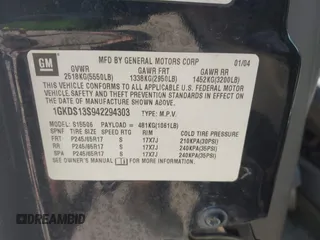 GM
MFD BY GENERAL MOTORS CORP 01/04
GVWR GAWR FRT GAWR RR
2518KG(5550LB) 1338KG(2950LB) 1452KG(3200LB)
THIS VEHICLE CONFORMS TO ALL APPLICABLE U.S. FEDERAL
MOTOR VEHICLE SAFETY STANDARDS IN EFFECT ON THE DATE
OF MANUFACTURE SHOWN ABOVE.
1GKDS13S942294303 TYPE: M.P.V.
PAYLOAD = 481KG(1061LB)
TIRE SIZE SPEED RTG RIM COLD TIRE PRESSURE
FRT P245/65R17 S 17X7J 210KPA(30PSI)
RR P245/65R17 S 17X7J 240KPA(35PSI)
SPA P245/65R17 S 17X7J 240KPA(35PSI)
SEE OWNER'S MANUAL
DREAMBID